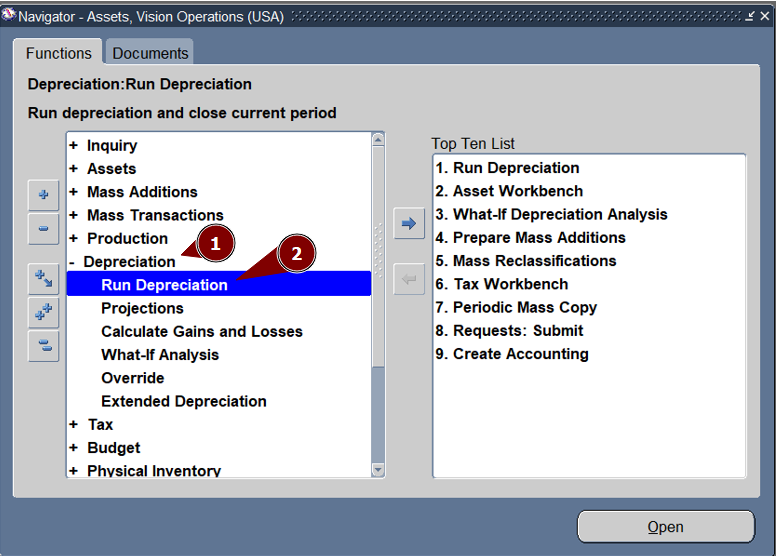 Navigator - Assets, Vision Operations (USA)
Functions
Documents
Depreciation:Run Depreciation
Run depreciation and close current period
+ Inquiry
+ Assets
+ Mass Additions
+ Mass Transactions
+ Production
1
- Depreciation
2
Run Depreciation
Projections
Calculate Gains and Losses
What-If Analysis
Override
Extended Depreciation
+ Tax
+ Budget
+ Physical Inventory
Top Ten List
1. Run Depreciation
2. Asset Workbench
3. What-If Depreciation Analysis
4. Prepare Mass Additions
5. Mass Reclassifications
6. Tax Workbench
7. Periodic Mass Copy
8. Requests: Submit
9. Create Accounting
Open